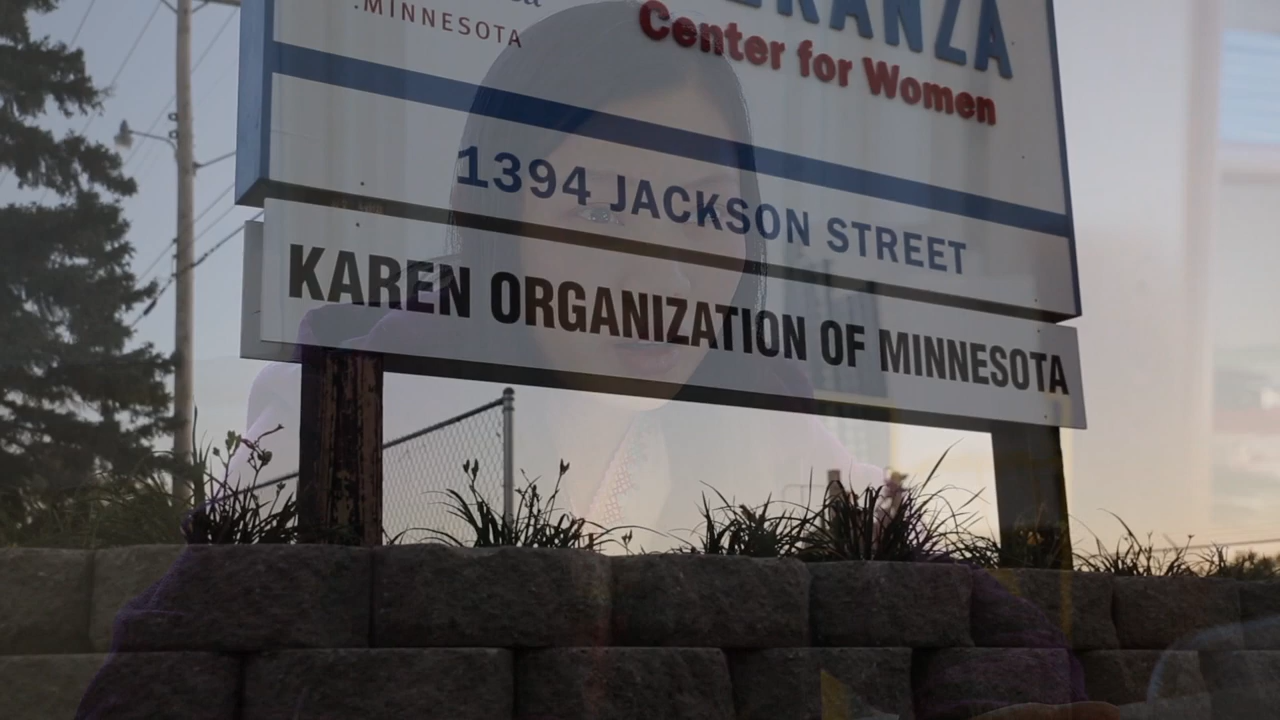 .MINNESOTA
Center for Women
1394 JACKSON STREET
KAREN ORGANIZATION OF MINNESOTA